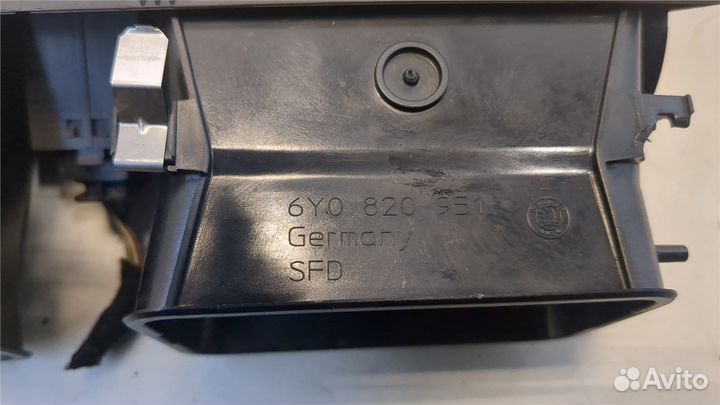 6Y0 820 951
Germany
SFD
Avito